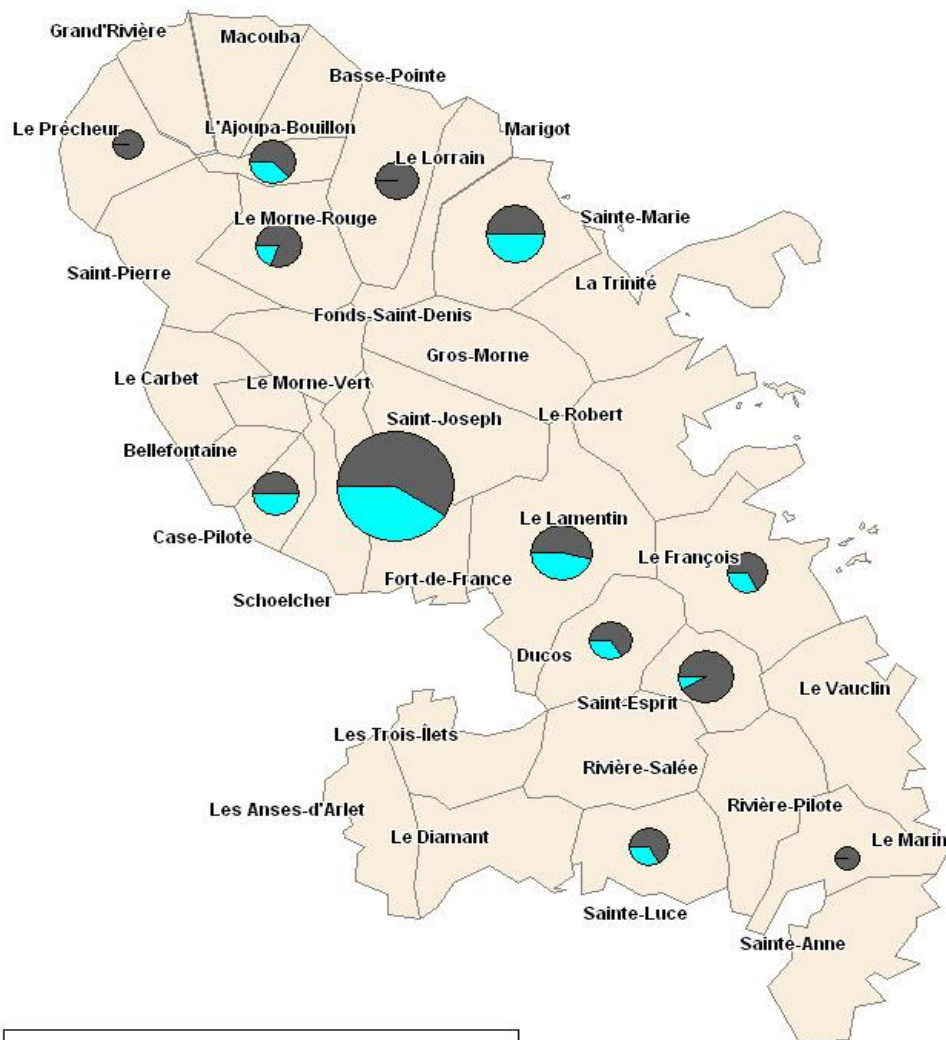 Grand'Rivière
Macouba
Basse-Pointe
Le Prêcheur
L'Ajoupa-Bouillon
Marigot
Le Lorrain
Le Morne-Rouge
Sainte-Marie
Saint-Pierre
La Trinité
Fonds-Saint-Denis
Gros-Morne
Le Carbet
Le Morne-Vert
Saint-Joseph
Le Robert
Bellefontaine
Le Lamentin
Case-Pilote
Le François
Fort-de-France
Schoelcher
Ducos
Le Vauclin
Saint-Esprit
Les Trois-Îlets
Rivière-Salée
Rivière-Pilote
Les Anses-d'Arlet
Le Diamant
Le Marin
Sainte-Luce
Sainte-Anne